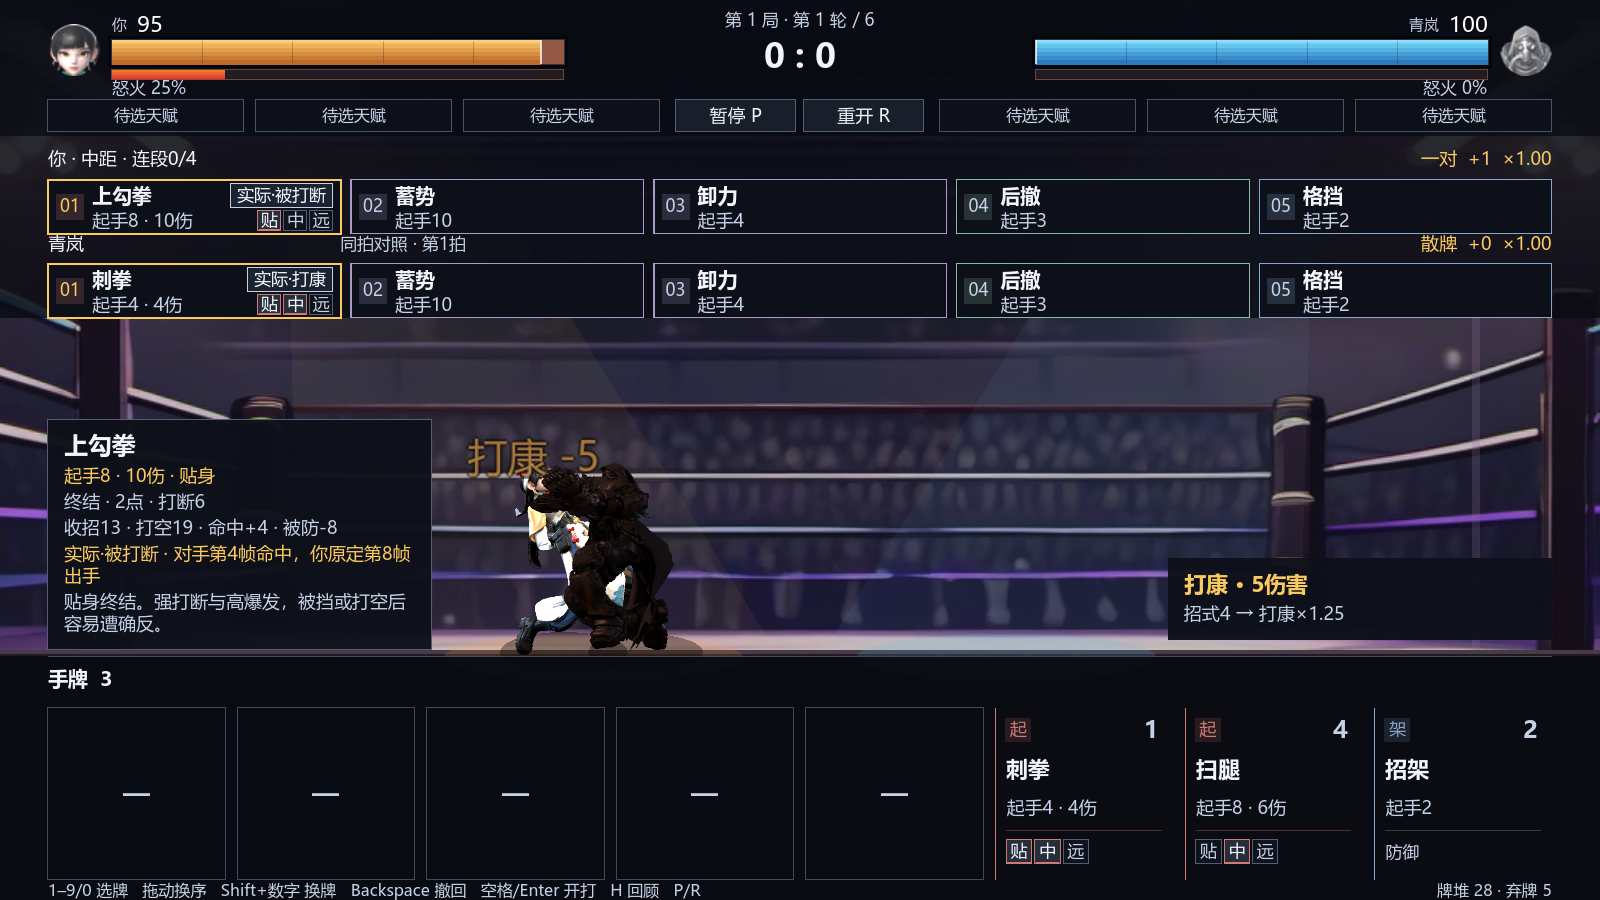 你 95
第 1 局 · 第 1 轮 / 6
青岚 100
0 : 0
怒火 25%
怒火 0%
待选天赋
待选天赋
待选天赋
暂停 P
重开 R
待选天赋
待选天赋
待选天赋
你 · 中距 · 连段0/4
一对 +1 ×1.00
01 上勾拳 实际·被打断
起手8 · 10伤 贴 中 远
02 蓄势
起手10
03 卸力
起手4
04 后撤
起手3
05 格挡
起手2
青岚
同拍对照 · 第1拍
散牌 +0 ×1.00
01 刺拳 实际·打康
起手4 · 4伤 贴 中 远
02 蓄势
起手10
03 卸力
起手4
04 后撤
起手3
05 格挡
起手2
打康 -5
上勾拳
起手8 · 10伤 · 贴身
终结 · 2点 · 打断6
收招13 · 打空19 · 命中+4 · 被防-8
实际·被打断 · 对手第4帧命中，你原定第8帧
出手
贴身终结。强打断与高爆发，被挡或打空后
容易遭确反。
打康 · 5伤害
招式4 → 打康×1.25
手牌 3
—
—
—
—
—
起 1
刺拳
起手4 · 4伤
贴 中 远
起 4
扫腿
起手8 · 6伤
贴 中 远
架 2
招架
起手2
防御
1–9/0 选牌 拖动换序 Shift+数字 换牌 Backspace 撤回 空格/Enter 开打 H 回顾 P/R
牌堆 28 · 弃牌 5